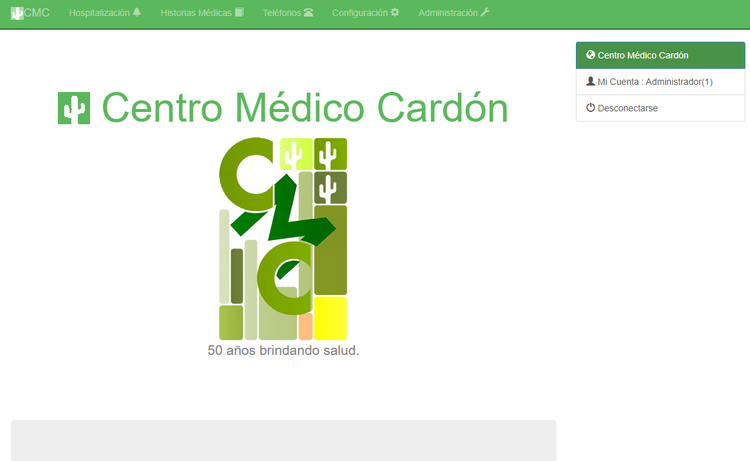 CMC Hospitalización Historias Médicas Teléfonos Configuración Administración
Centro Médico Cardón
Mi Cuenta : Administrador(1)
Desconectarse
Centro Médico Cardón
CMC
50 años brindando salud.